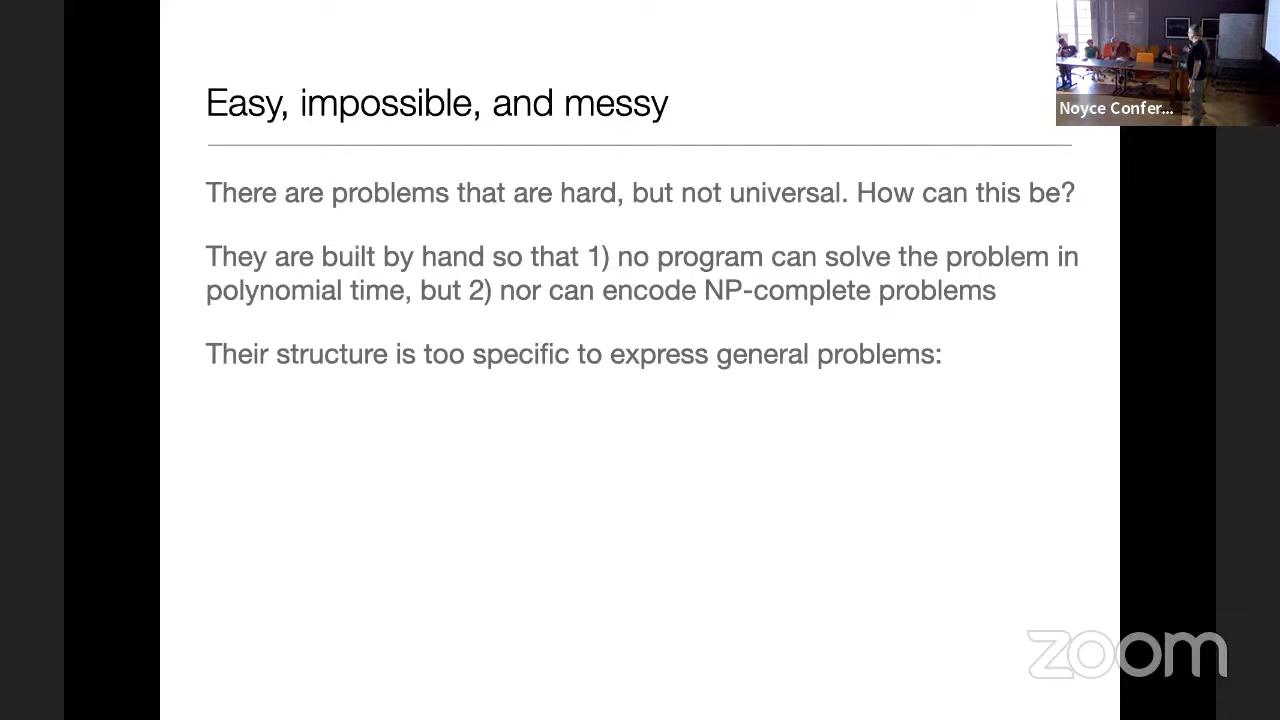 Easy, impossible, and messy
There are problems that are hard, but not universal. How can this be?
They are built by hand so that 1) no program can solve the problem in
polynomial time, but 2) nor can encode NP-complete problems
Their structure is too specific to express general problems:
Noyce Confer...
zoom